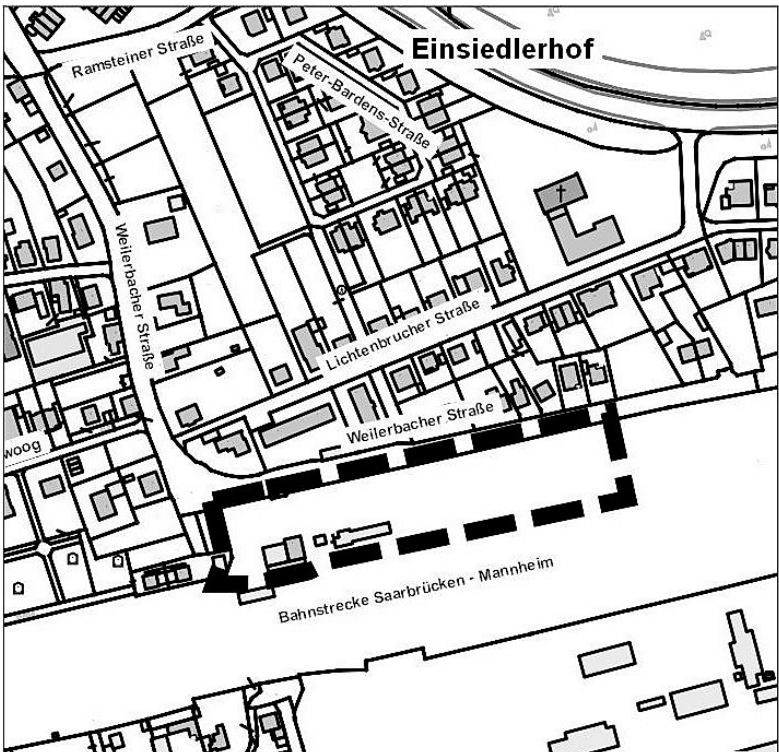 Einsiedlerhof
Ramsteiner Straße
Peter-Bardens-Straße
Weilerbacher Straße
Lichtenbrucher Straße
Weilerbacher Straße
woog
Bahnstrecke Saarbrücken - Mannheim